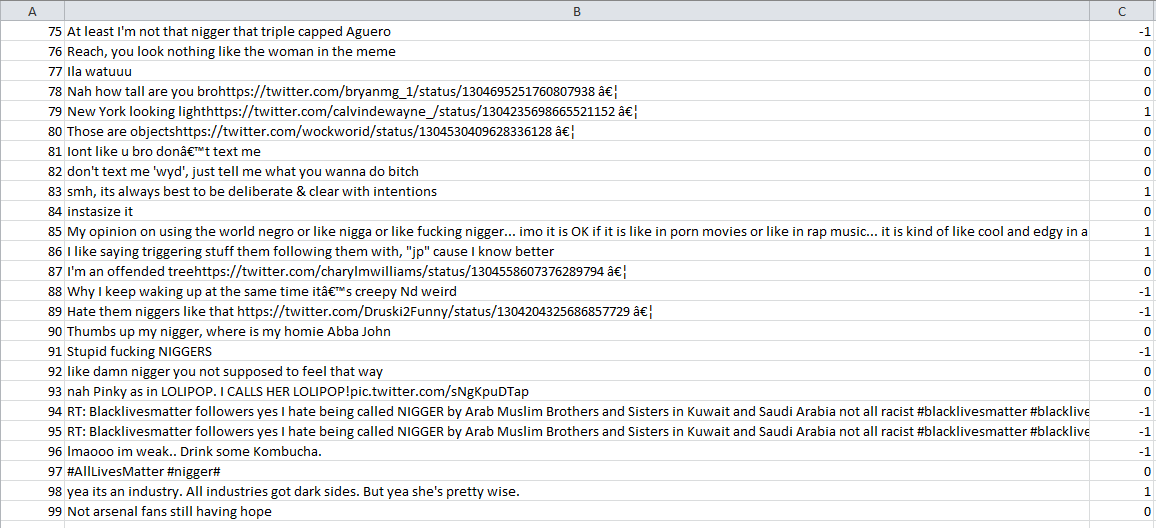 A B C
75 At least I'm not that nigger that triple capped Aguero -1
76 Reach, you look nothing like the woman in the meme 0
77 Ila watuuu 0
78 Nah how tall are you brohttps://twitter.com/bryanmg_1/status/1304695251760807938 â€¦ 0
79 New York looking lighthttps://twitter.com/calvindewayne_/status/1304235698665521152 â€¦ 1
80 Those are objectshttps://twitter.com/wockworid/status/1304530409628336128 â€¦ 0
81 Iont like u bro donâ€™t text me 0
82 don't text me 'wyd', just tell me what you wanna do bitch 0
83 smh, its always best to be deliberate & clear with intentions 1
84 instasize it 0
85 My opinion on using the world negro or like nigga or like fucking nigger... imo it is OK if it is like in porn movies or like in rap music... it is kind of like cool and edgy in a 1
86 I like saying triggering stuff them following them with, "jp" cause I know better 1
87 I'm an offended treehttps://twitter.com/charylmwilliams/status/1304558607376289794 â€¦ 0
88 Why I keep waking up at the same time itâ€™s creepy Nd weird -1
89 Hate them niggers like that https://twitter.com/Druski2Funny/status/1304204325686857729 â€¦ -1
90 Thumbs up my nigger, where is my homie Abba John 0
91 Stupid fucking NIGGERS -1
92 like damn nigger you not supposed to feel that way 0
93 nah Pinky as in LOLIPOP. I CALLS HER LOLIPOP!pic.twitter.com/sNgKpuDTap 0
94 RT: Blacklivesmatter followers yes I hate being called NIGGER by Arab Muslim Brothers and Sisters in Kuwait and Saudi Arabia not all racist #blacklivesmatter #blacklive -1
95 RT: Blacklivesmatter followers yes I hate being called NIGGER by Arab Muslim Brothers and Sisters in Kuwait and Saudi Arabia not all racist #blacklivesmatter #blacklive -1
96 lmaooo im weak.. Drink some Kombucha. -1
97 #AllLivesMatter #nigger# 0
98 yea its an industry. All industries got dark sides. But yea she's pretty wise. 1
99 Not arsenal fans still having hope 0